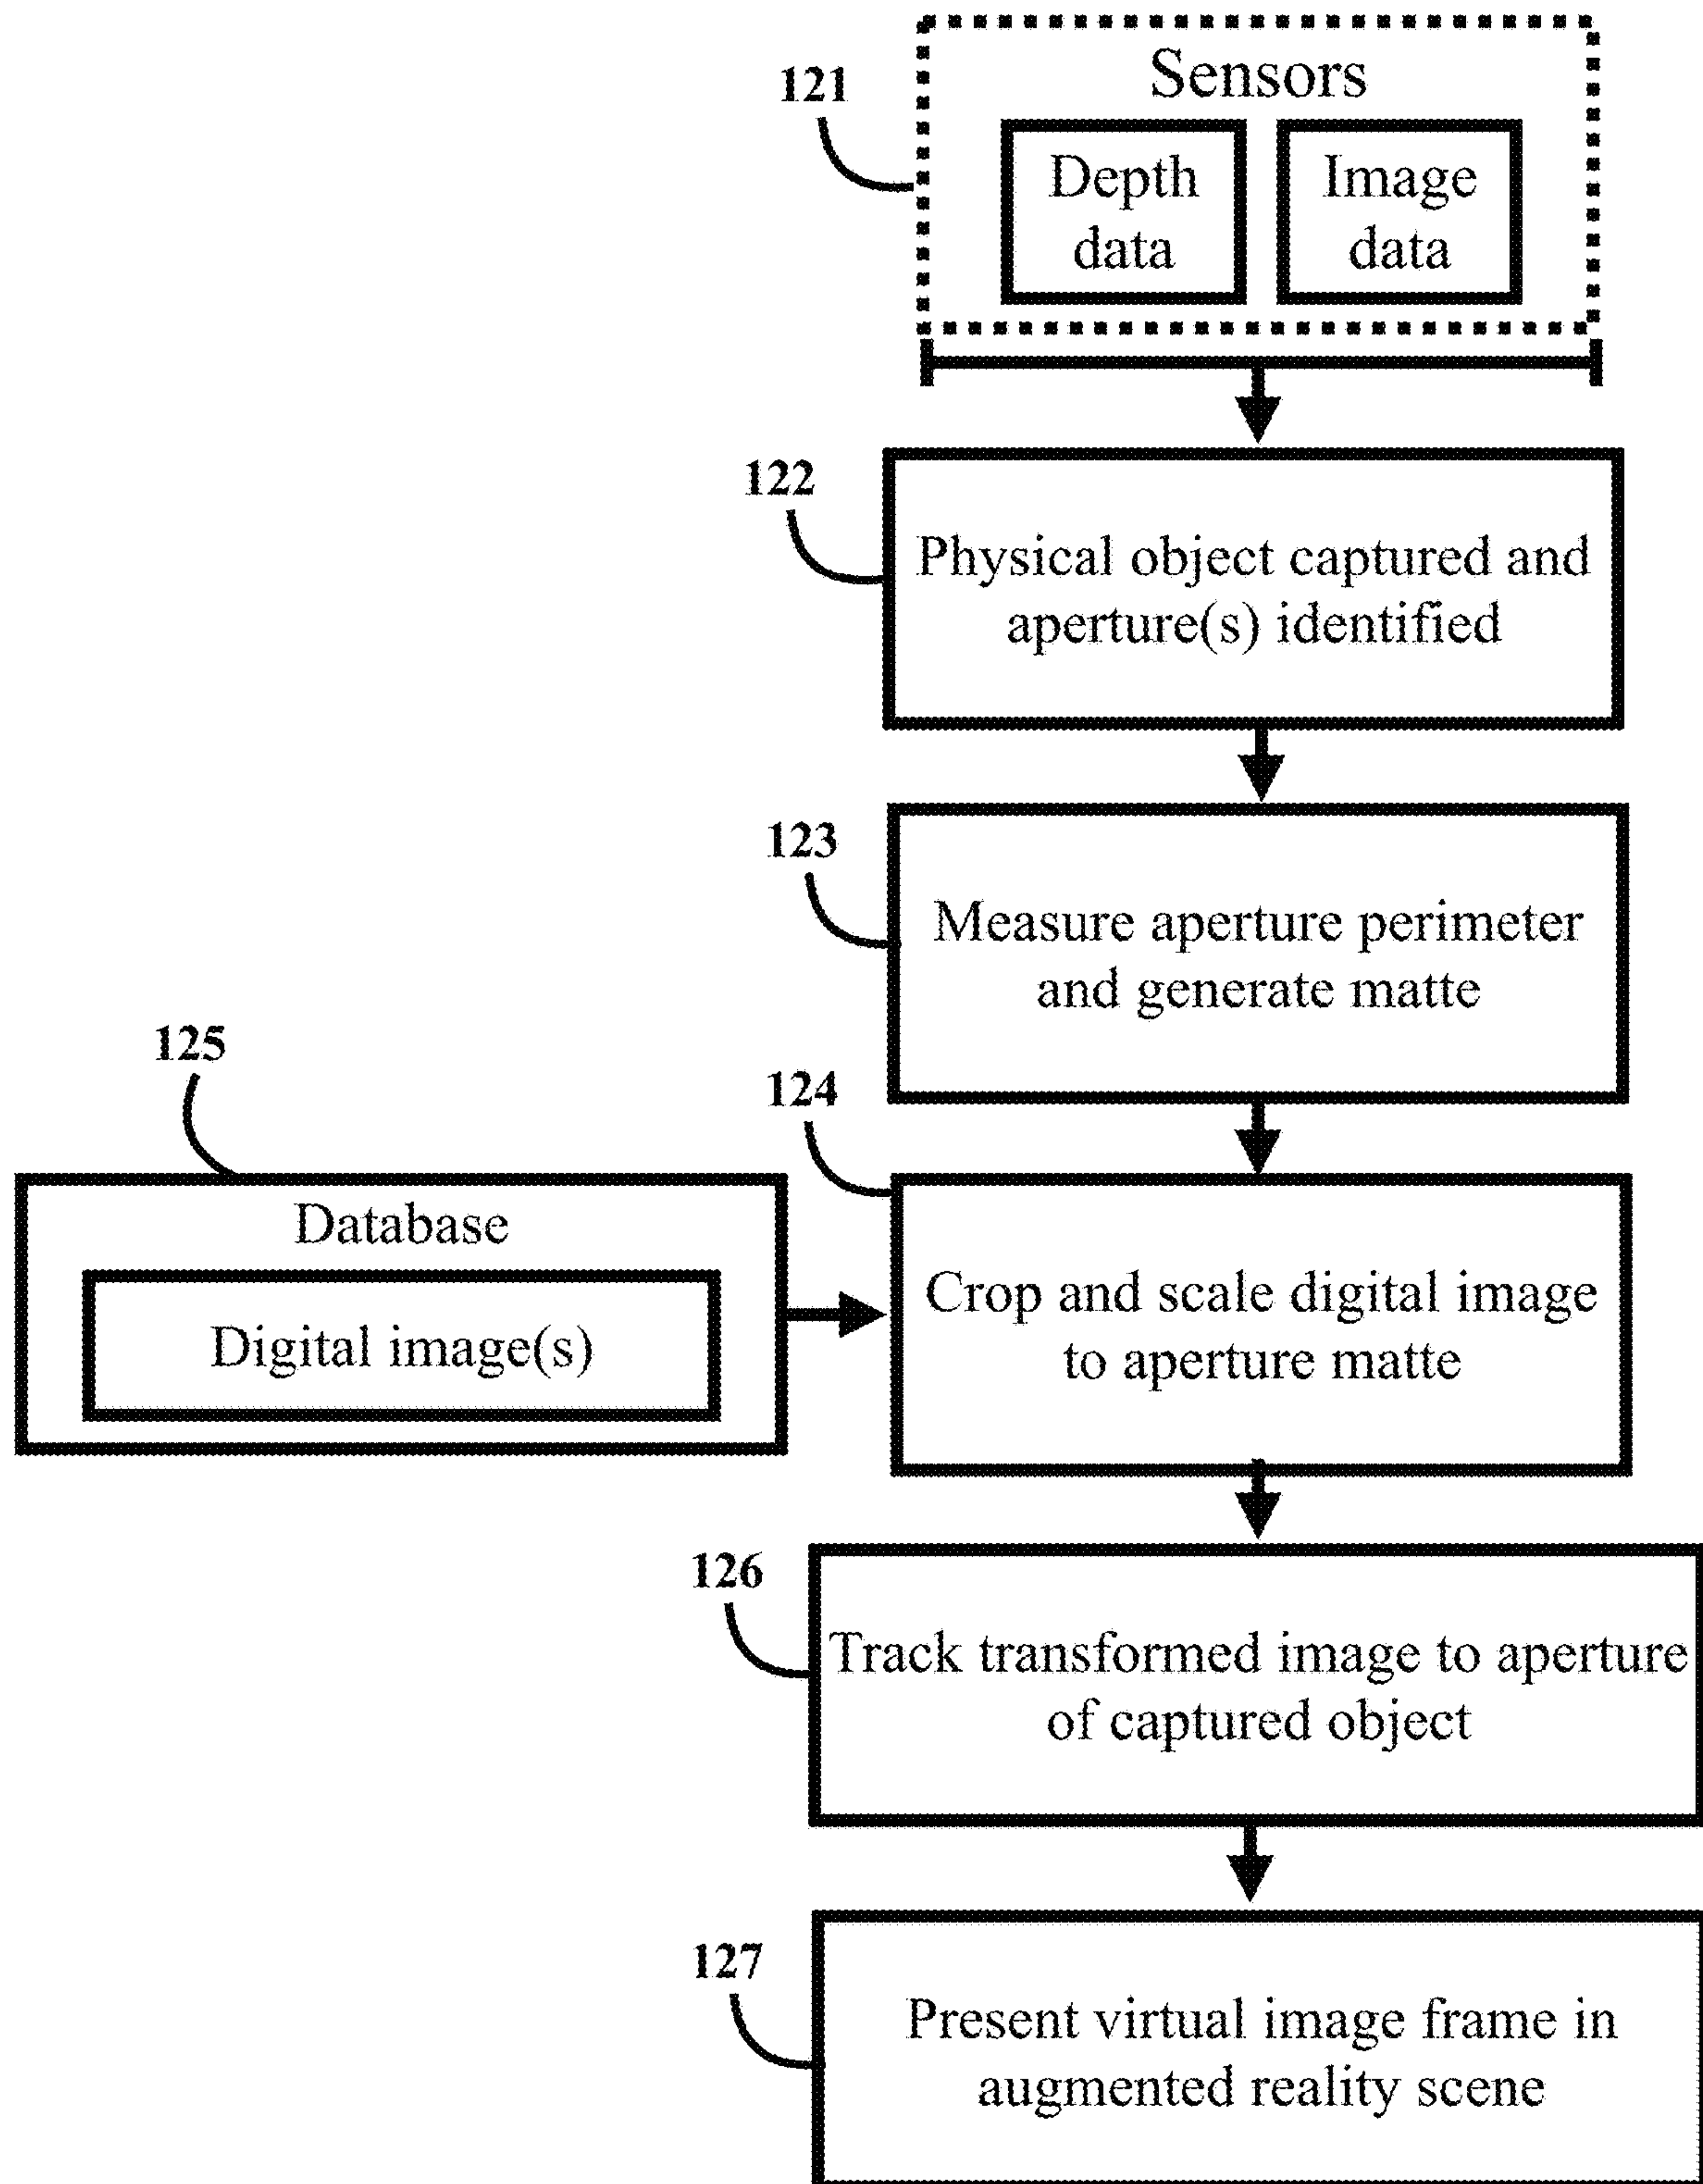 121
Sensors
Depth
data
Image
data
122
Physical object captured and
aperture(s) identified
123
Measure aperture perimeter
and generate matte
125
Database
Digital image(s)
124
Crop and scale digital image
to aperture matte
126
Track transformed image to aperture
of captured object
127
Present virtual image frame in
augmented reality scene